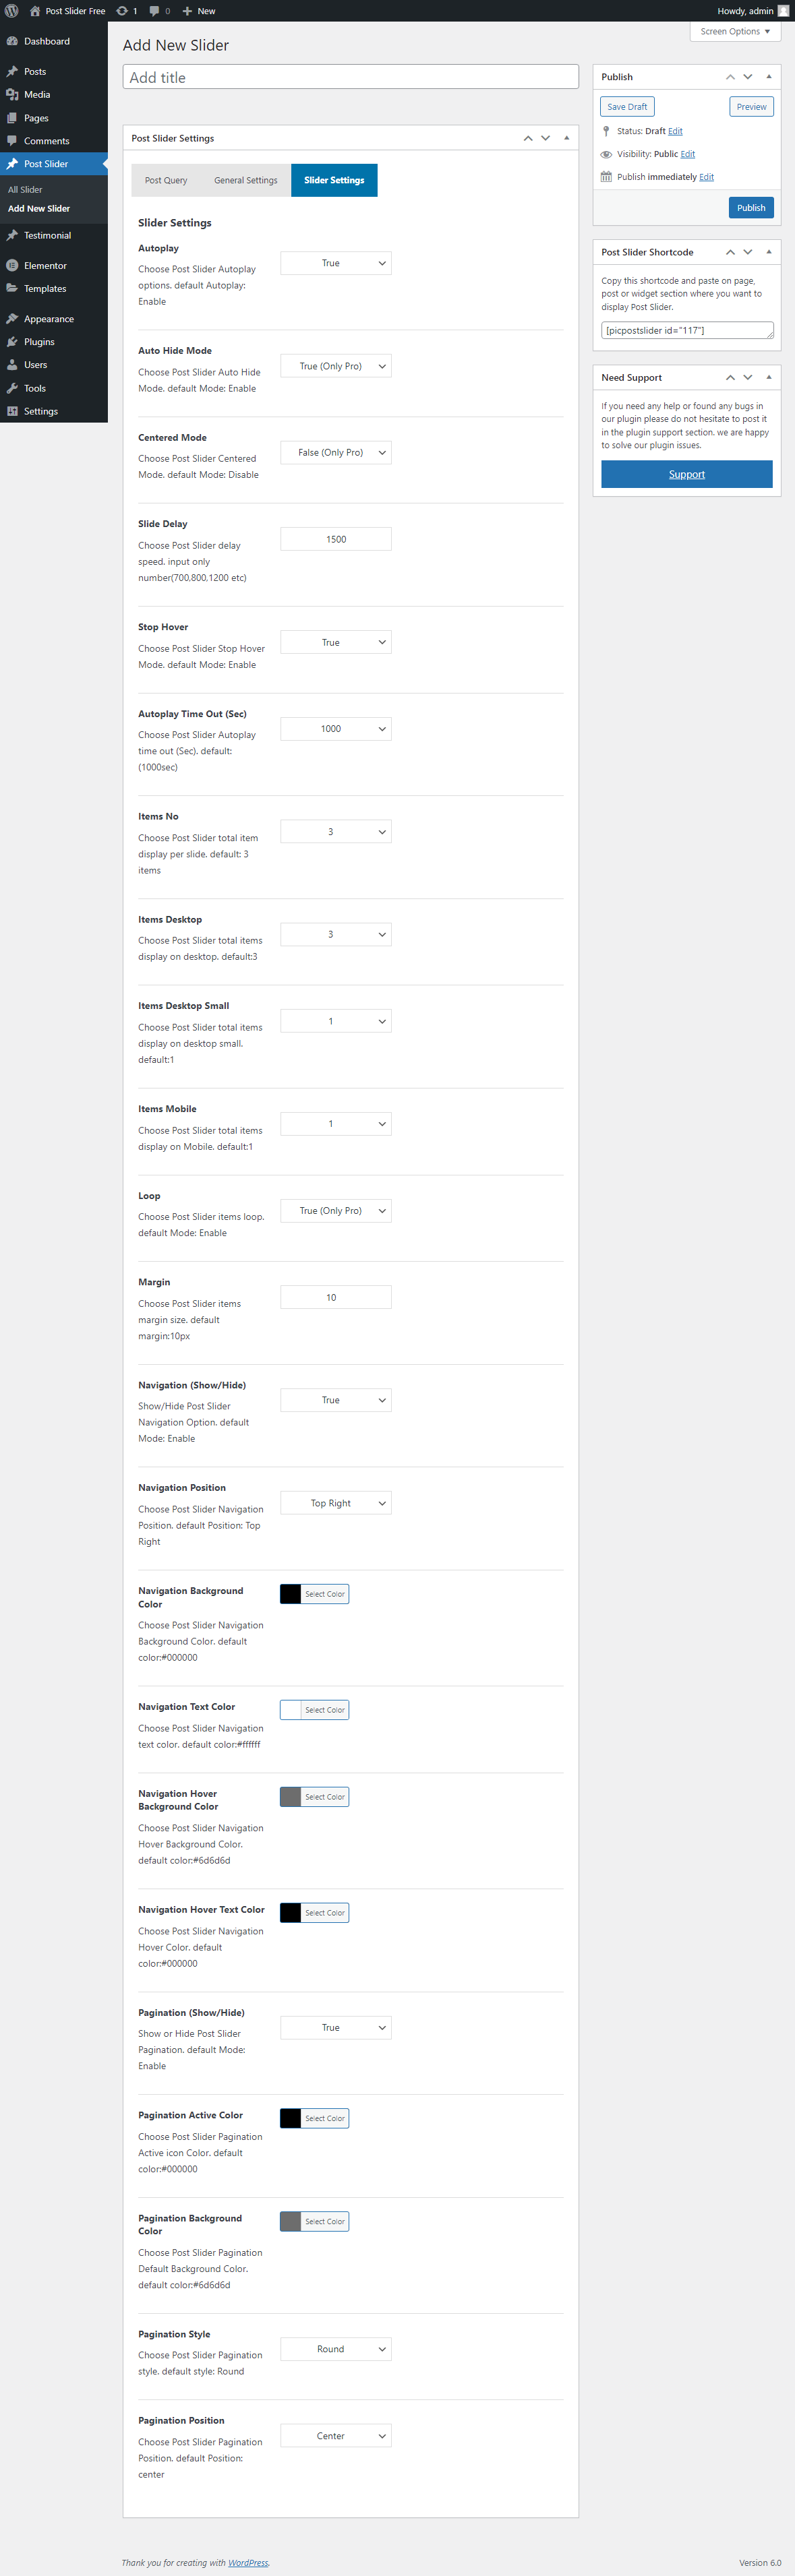 Post Slider Free 1 0 New Howdy, admin
Screen Options
Dashboard
Posts
Media
Pages
Comments
Post Slider
All Slider
Add New Slider
Testimonial
Elementor
Templates
Appearance
Plugins
Users
Tools
Settings
Add New Slider
Add title
Post Slider Settings
Post Query General Settings Slider Settings
Slider Settings
Autoplay
Choose Post Slider Autoplay
options. default Autoplay:
Enable
True
Auto Hide Mode
Choose Post Slider Auto Hide
Mode. default Mode: Enable
True (Only Pro)
Centered Mode
Choose Post Slider Centered
Mode. default Mode: Disable
False (Only Pro)
Slide Delay
Choose Post Slider delay
speed. input only
number(700,800,1200 etc)
1500
Stop Hover
Choose Post Slider Stop Hover
Mode. default Mode: Enable
True
Autoplay Time Out (Sec)
Choose Post Slider Autoplay
time out (Sec). default:
(1000sec)
1000
Items No
Choose Post Slider total item
display per slide. default: 3
items
3
Items Desktop
Choose Post Slider total items
display on desktop. default:3
3
Items Desktop Small
Choose Post Slider total items
display on desktop small.
default:1
1
Items Mobile
Choose Post Slider total items
display on Mobile. default:1
1
Loop
Choose Post Slider items loop.
default Mode: Enable
True (Only Pro)
Margin
Choose Post Slider items
margin size. default
margin:10px
10
Navigation (Show/Hide)
Show/Hide Post Slider
Navigation Option. default
Mode: Enable
True
Navigation Position
Choose Post Slider Navigation
Position. default Position: Top
Right
Top Right
Navigation Background
Color
Choose Post Slider Navigation
Background Color. default
color:#000000
Select Color
Navigation Text Color
Choose Post Slider Navigation
text color. default color:#ffffff
Select Color
Navigation Hover
Background Color
Choose Post Slider Navigation
Hover Background Color.
default color:#6d6d6d
Select Color
Navigation Hover Text Color
Choose Post Slider Navigation
Hover Color. default
color:#000000
Select Color
Pagination (Show/Hide)
Show or Hide Post Slider
Pagination. default Mode:
Enable
True
Pagination Active Color
Choose Post Slider Pagination
Active icon Color. default
color:#000000
Select Color
Pagination Background
Color
Choose Post Slider Pagination
Default Background Color.
default color:#6d6d6d
Select Color
Pagination Style
Choose Post Slider Pagination
style. default style: Round
Round
Pagination Position
Choose Post Slider Pagination
Position. default Position:
center
Center
Publish
Save Draft Preview
Status: Draft Edit
Visibility: Public Edit
Publish immediately Edit
Publish
Post Slider Shortcode
Copy this shortcode and paste on page,
post or widget section where you want to
display Post Slider.
[picpostslider id="117"]
Need Support
If you need any help or found any bugs in
our plugin please do not hesitate to post it
in the plugin support section. we are happy
to solve our plugin issues.
Support
Thank you for creating with WordPress. Version 6.0